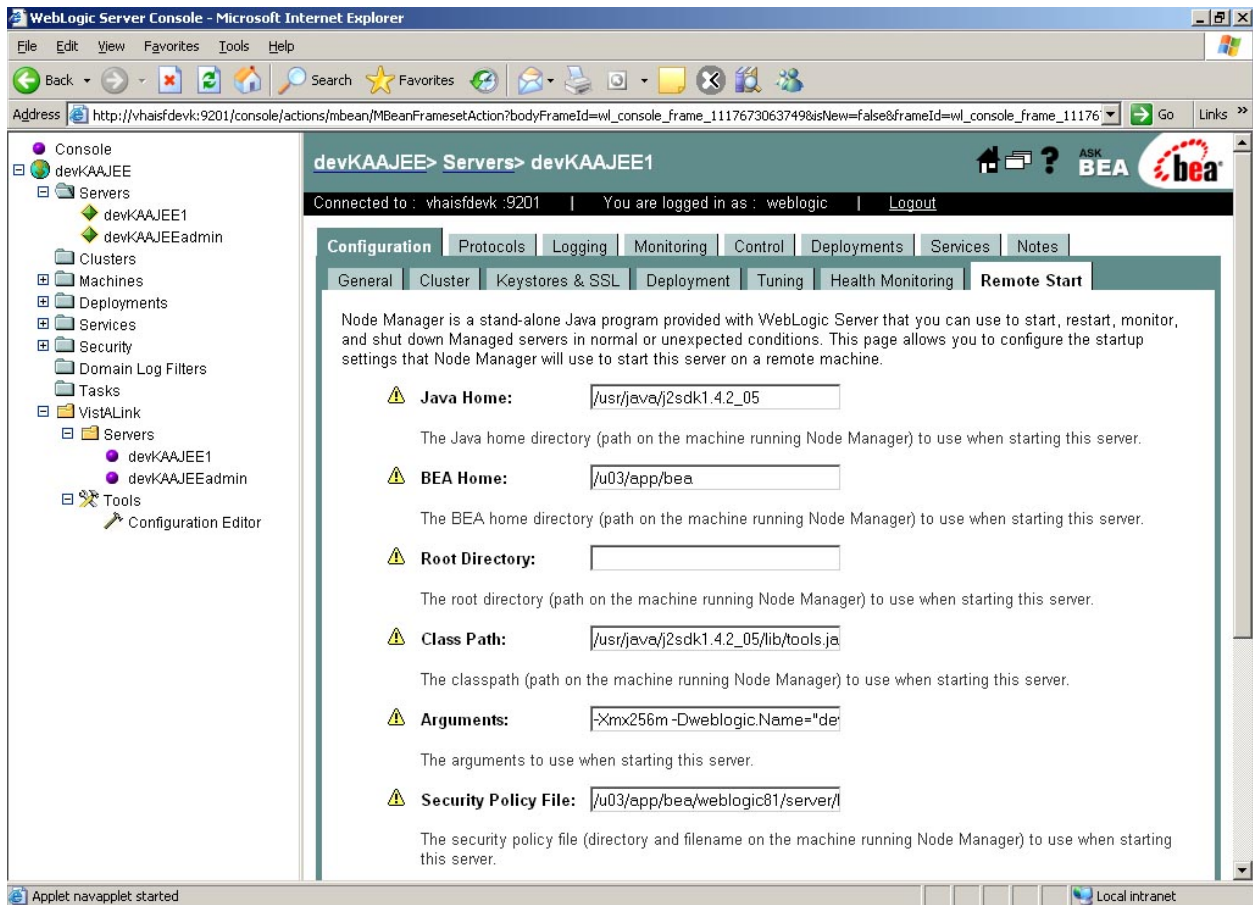 WebLogic Server Console - Microsoft Internet Explorer
File Edit View Favorites Tools Help
Back Search Favorites
Address http://vhaisfdevk:9201/console/actions/mbean/MBeanFramesetAction?bodyFrameId=wl_console_frame_1117673063749&isNew=false&frameId=wl_console_frame_11176 Go Links »
Console
devKAAJEE
Servers
devKAAJEE1
devKAAJEEadmin
Clusters
Machines
Deployments
Services
Security
Domain Log Filters
Tasks
VistALink
Servers
devKAAJEE1
devKAAJEEadmin
Tools
Configuration Editor
devKAAJEE> Servers> devKAAJEE1
? ASK BEA bea
Connected to : vhaisfdevk :9201 | You are logged in as : weblogic | Logout
Configuration Protocols Logging Monitoring Control Deployments Services Notes
General Cluster Keystores & SSL Deployment Tuning Health Monitoring Remote Start
Node Manager is a stand-alone Java program provided with WebLogic Server that you can use to start, restart, monitor,
and shut down Managed servers in normal or unexpected conditions. This page allows you to configure the startup
settings that Node Manager will use to start this server on a remote machine.
Java Home: /usr/java/j2sdk1.4.2_05
The Java home directory (path on the machine running Node Manager) to use when starting this server.
BEA Home: /u03/app/bea
The BEA home directory (path on the machine running Node Manager) to use when starting this server.
Root Directory:
The root directory (path on the machine running Node Manager) to use when starting this server.
Class Path: /usr/java/j2sdk1.4.2_05/lib/tools.ja
The classpath (path on the machine running Node Manager) to use when starting this server.
Arguments: -Xmx256m -Dweblogic.Name="de
The arguments to use when starting this server.
Security Policy File: /u03/app/bea/weblogic81/server/l
The security policy file (directory and filename on the machine running Node Manager) to use when starting
this server.
Applet navapplet started Local intranet